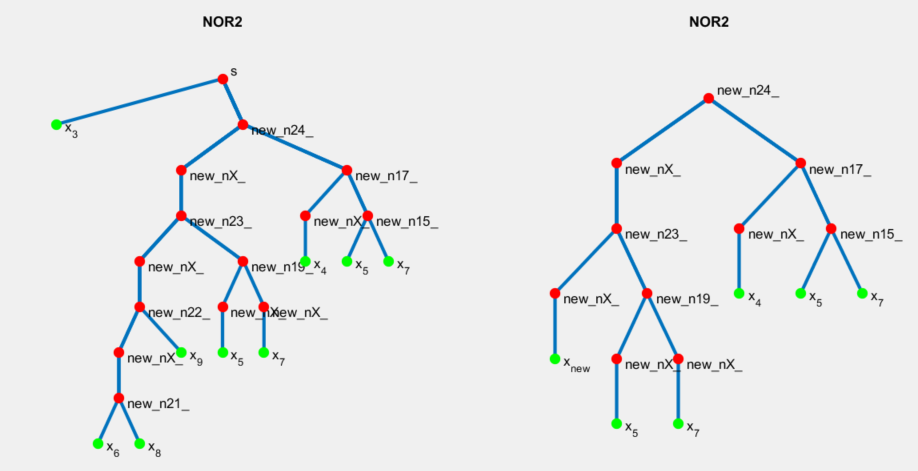 NOR2
s
x3
new_n24_
new_nX_
new_n17_
new_n23_
new_nX_
new_n15_
new_nX_
new_n19_
x4
x5
x7
new_n22_
new_nX_
new_nX_
new_nX_
x9
x5
x7
new_n21_
x6
x8
NOR2
new_n24_
new_nX_
new_n17_
new_n23_
new_nX_
new_n15_
new_nX_
new_n19_
x4
x5
x7
xnew
new_nX_
new_nX_
x5
x7